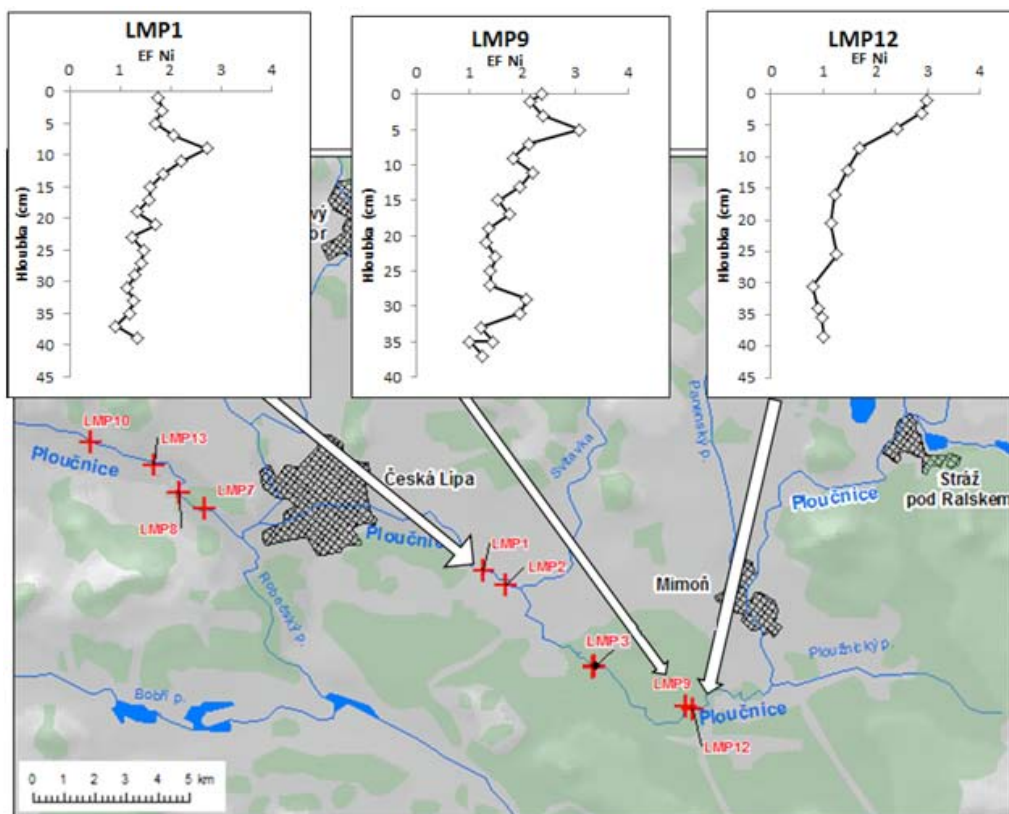 LMP1
EF Ni
0 1 2 3 4
Hloubka (cm)
0
5
10
15
20
25
30
35
40
45
LMP9
EF Ni
0 1 2 3 4
Hloubka (cm)
0
5
10
15
20
25
30
35
40
LMP12
EF Ni
0 1 2 3 4
Hloubka (cm)
0
5
10
15
20
25
30
35
40
45
vý
or
LMP10
LMP13
Ploučnice
LMP8
LMP7
Česká Lípa
Ploučnice
LMP1
LMP2
Svitavka
Panenský p.
Ploučnice
Stráž
pod Ralskem
Mimoň
Robečský p.
LMP3
Ploužnický p.
LMP9
Ploučnice
LMP12
Bobří p.
0 1 2 3 4 5 km